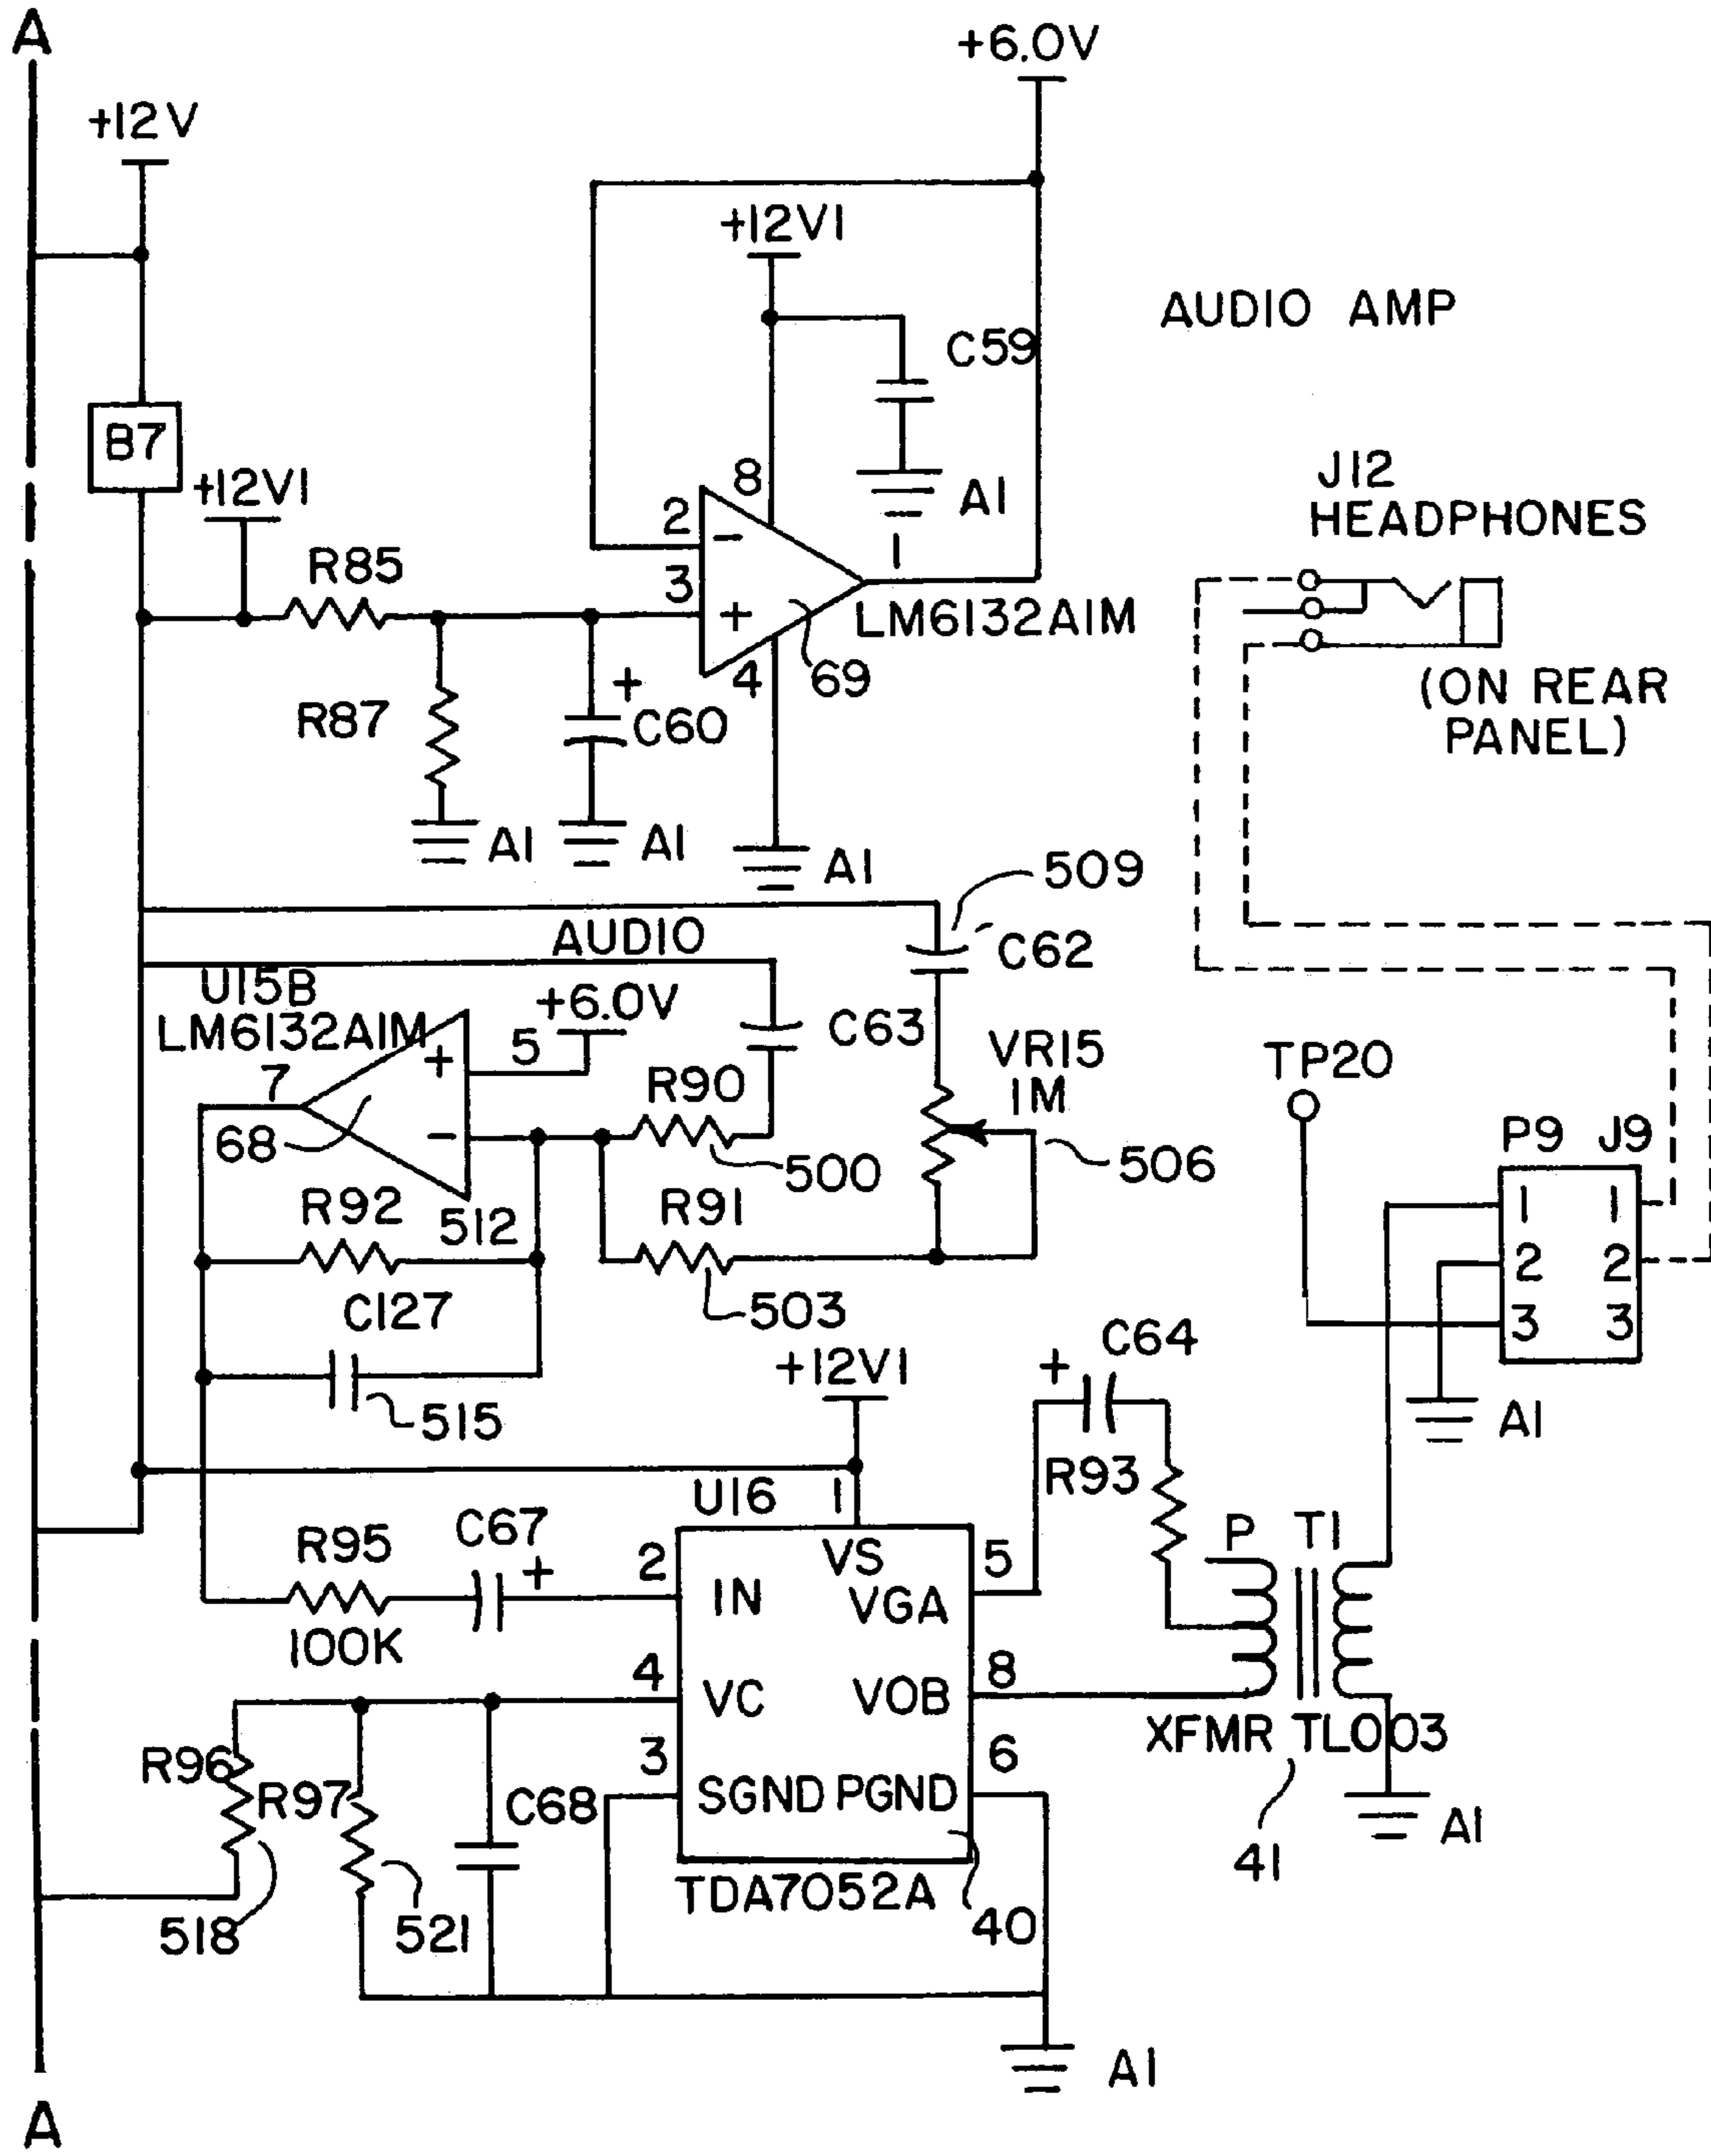 A
+12V
+6.0V
+12V1
AUDIO AMP
C59
B7
+12V1
8
A1
J12
HEADPHONES
2
-
1
R85
3
+
LM6132A1M
4
69
(ON REAR
PANEL)
R87
+
C60
A1
A1
A1
509
AUDIO
C62
U15B
LM6132A1M
+6.0V
5
C63
VR15
1M
TP20
7
+
R90
68
-
500
506
P9 J9
R92
512
R91
1 1
2 2
3 3
C127
503
+
C64
+12V1
515
A1
R93
U16
1
C67
+
R95
100K
2
IN
VS
VGA
5
P T1
4
VC
VOB
8
XFMR TL003
R96
R97
C68
3
SGND PGND
6
41
A1
518
521
TDA7052A
40
A1
A